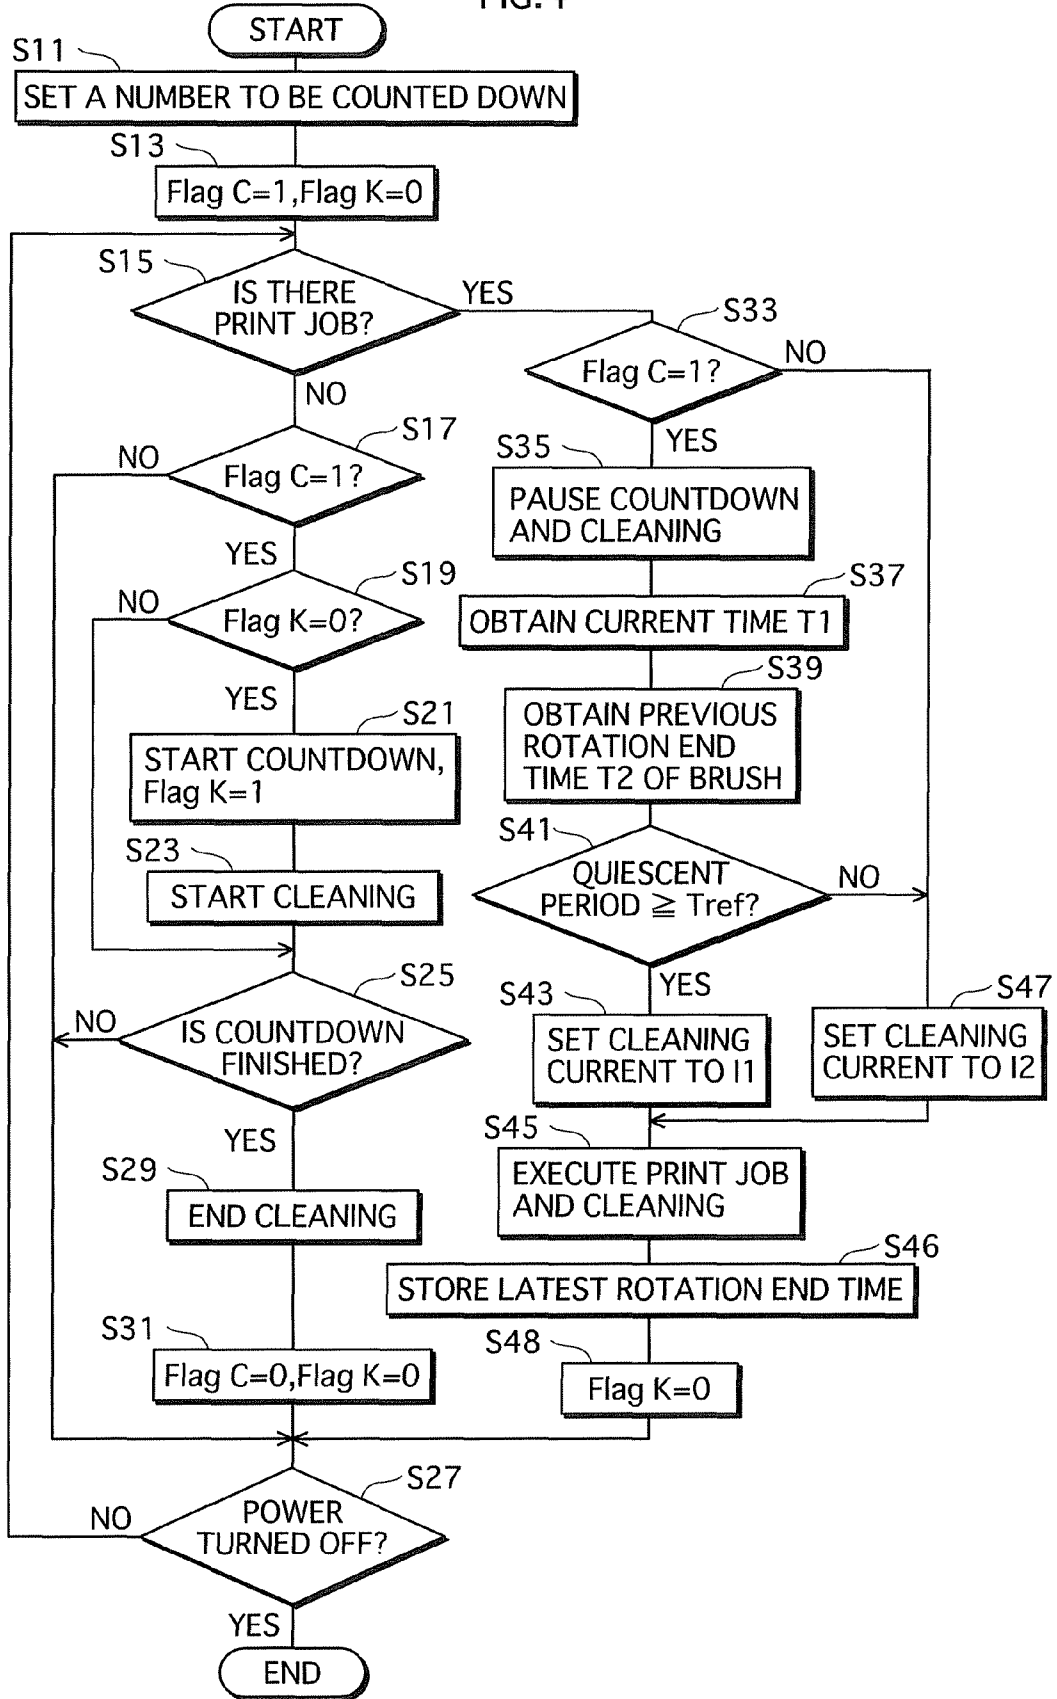 START
S11
SET A NUMBER TO BE COUNTED DOWN
S13
Flag C=1,Flag K=0
S15
IS THERE
PRINT JOB?
YES
NO
S33
Flag C=1?
NO
YES
S17
Flag C=1?
NO
YES
S35
PAUSE COUNTDOWN
AND CLEANING
S19
Flag K=0?
NO
YES
S37
OBTAIN CURRENT TIME T1
S39
OBTAIN PREVIOUS
ROTATION END
TIME T2 OF BRUSH
S21
START COUNTDOWN,
Flag K=1
S23
START CLEANING
S41
QUIESCENT
PERIOD ≧ Tref?
NO
YES
S25
IS COUNTDOWN
FINISHED?
NO
YES
S43
SET CLEANING
CURRENT TO I1
S47
SET CLEANING
CURRENT TO I2
S45
EXECUTE PRINT JOB
AND CLEANING
S29
END CLEANING
S46
STORE LATEST ROTATION END TIME
S31
Flag C=0,Flag K=0
S48
Flag K=0
S27
POWER
TURNED OFF?
NO
YES
END